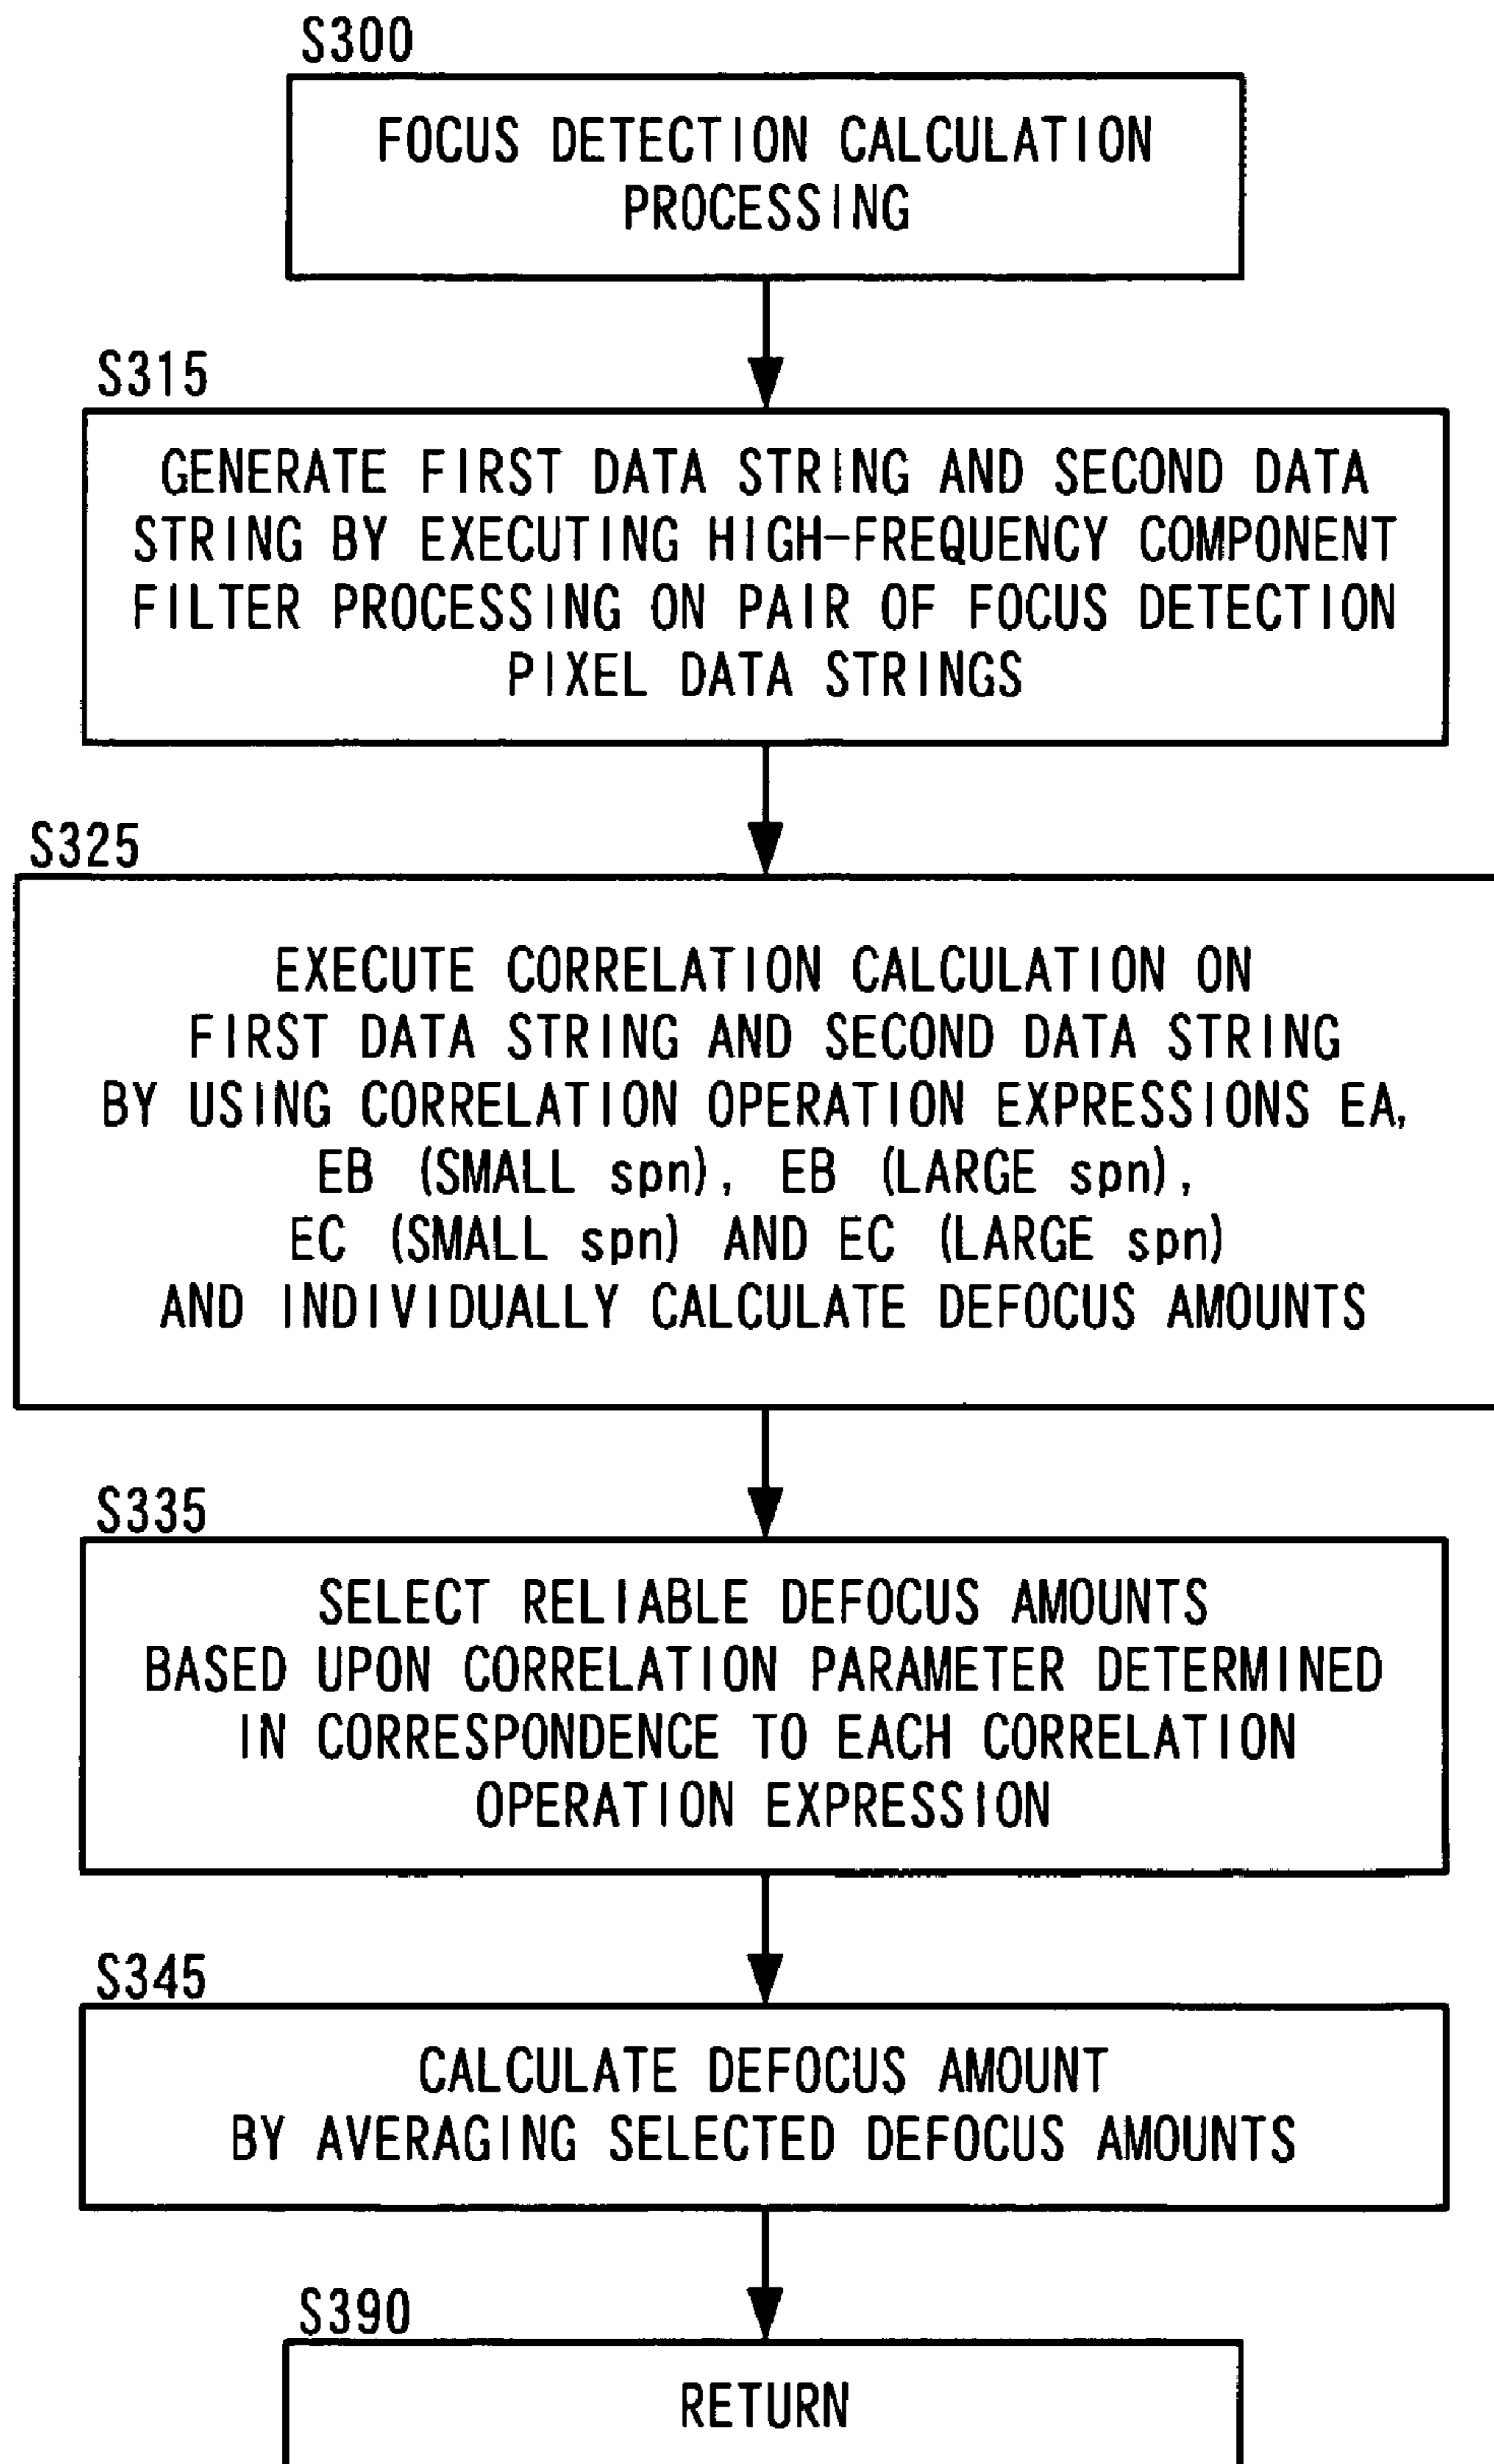 S300
FOCUS DETECTION CALCULATION
PROCESSING
S315
GENERATE FIRST DATA STRING AND SECOND DATA
STRING BY EXECUTING HIGH-FREQUENCY COMPONENT
FILTER PROCESSING ON PAIR OF FOCUS DETECTION
PIXEL DATA STRINGS
S325
EXECUTE CORRELATION CALCULATION ON
FIRST DATA STRING AND SECOND DATA STRING
BY USING CORRELATION OPERATION EXPRESSIONS EA,
EB (SMALL spn), EB (LARGE spn),
EC (SMALL spn) AND EC (LARGE spn)
AND INDIVIDUALLY CALCULATE DEFOCUS AMOUNTS
S335
SELECT RELIABLE DEFOCUS AMOUNTS
BASED UPON CORRELATION PARAMETER DETERMINED
IN CORRESPONDENCE TO EACH CORRELATION
OPERATION EXPRESSION
S345
CALCULATE DEFOCUS AMOUNT
BY AVERAGING SELECTED DEFOCUS AMOUNTS
S390
RETURN